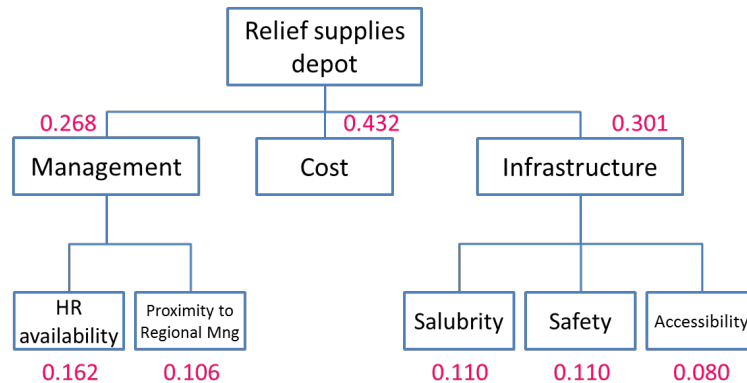 Relief supplies
depot
0.268
0.432
0.301
Management
Cost
Infrastructure
HR
availability
Proximity to
Regional Mng
Salubrity
Safety
Accessibility
0.162
0.106
0.110
0.110
0.080